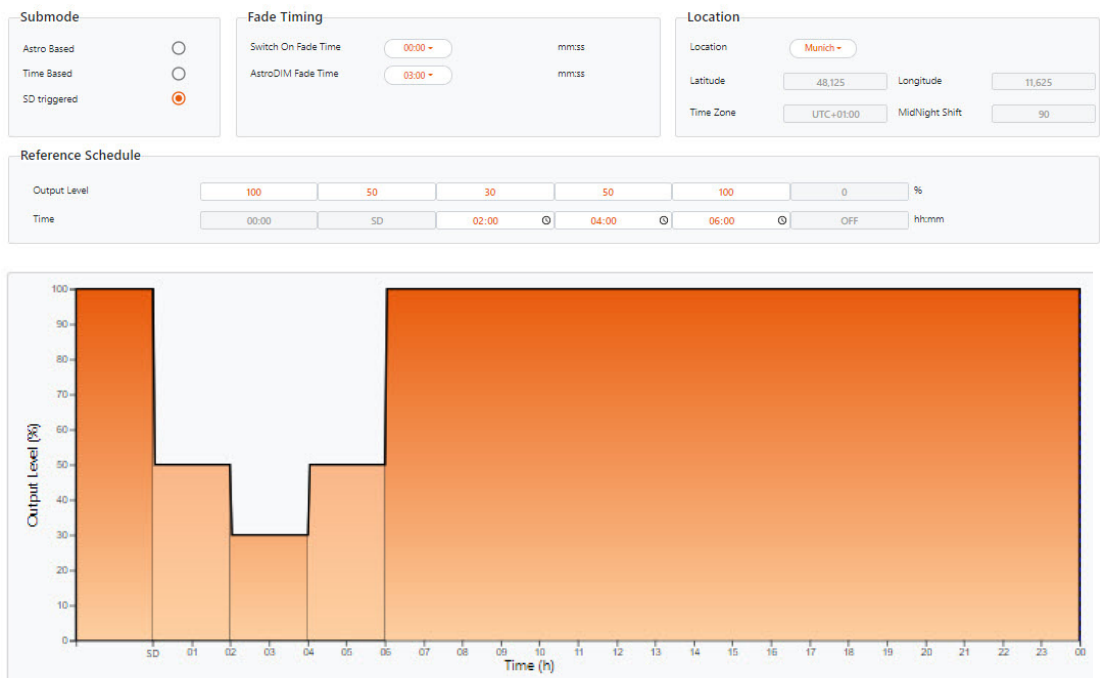 Submode
Astro Based
Time Based
SD triggered
Fade Timing
Switch On Fade Time 00:00 mm:ss
AstroDIM Fade Time 03:00 mm:ss
Location
Location Munich
Latitude 48,125 Longitude 11,625
Time Zone UTC+01:00 MidNight Shift 90
Reference Schedule
Output Level 100 50 30 50 100 0 %
Time 00:00 SD 02:00 04:00 06:00 OFF hh:mm
100
90
80
70
60
50
40
30
20
10
0
Output Level (%)
SD 01 02 03 04 05 06 07 08 09 10 11 12 13 14 15 16 17 18 19 20 21 22 23 00
Time (h)